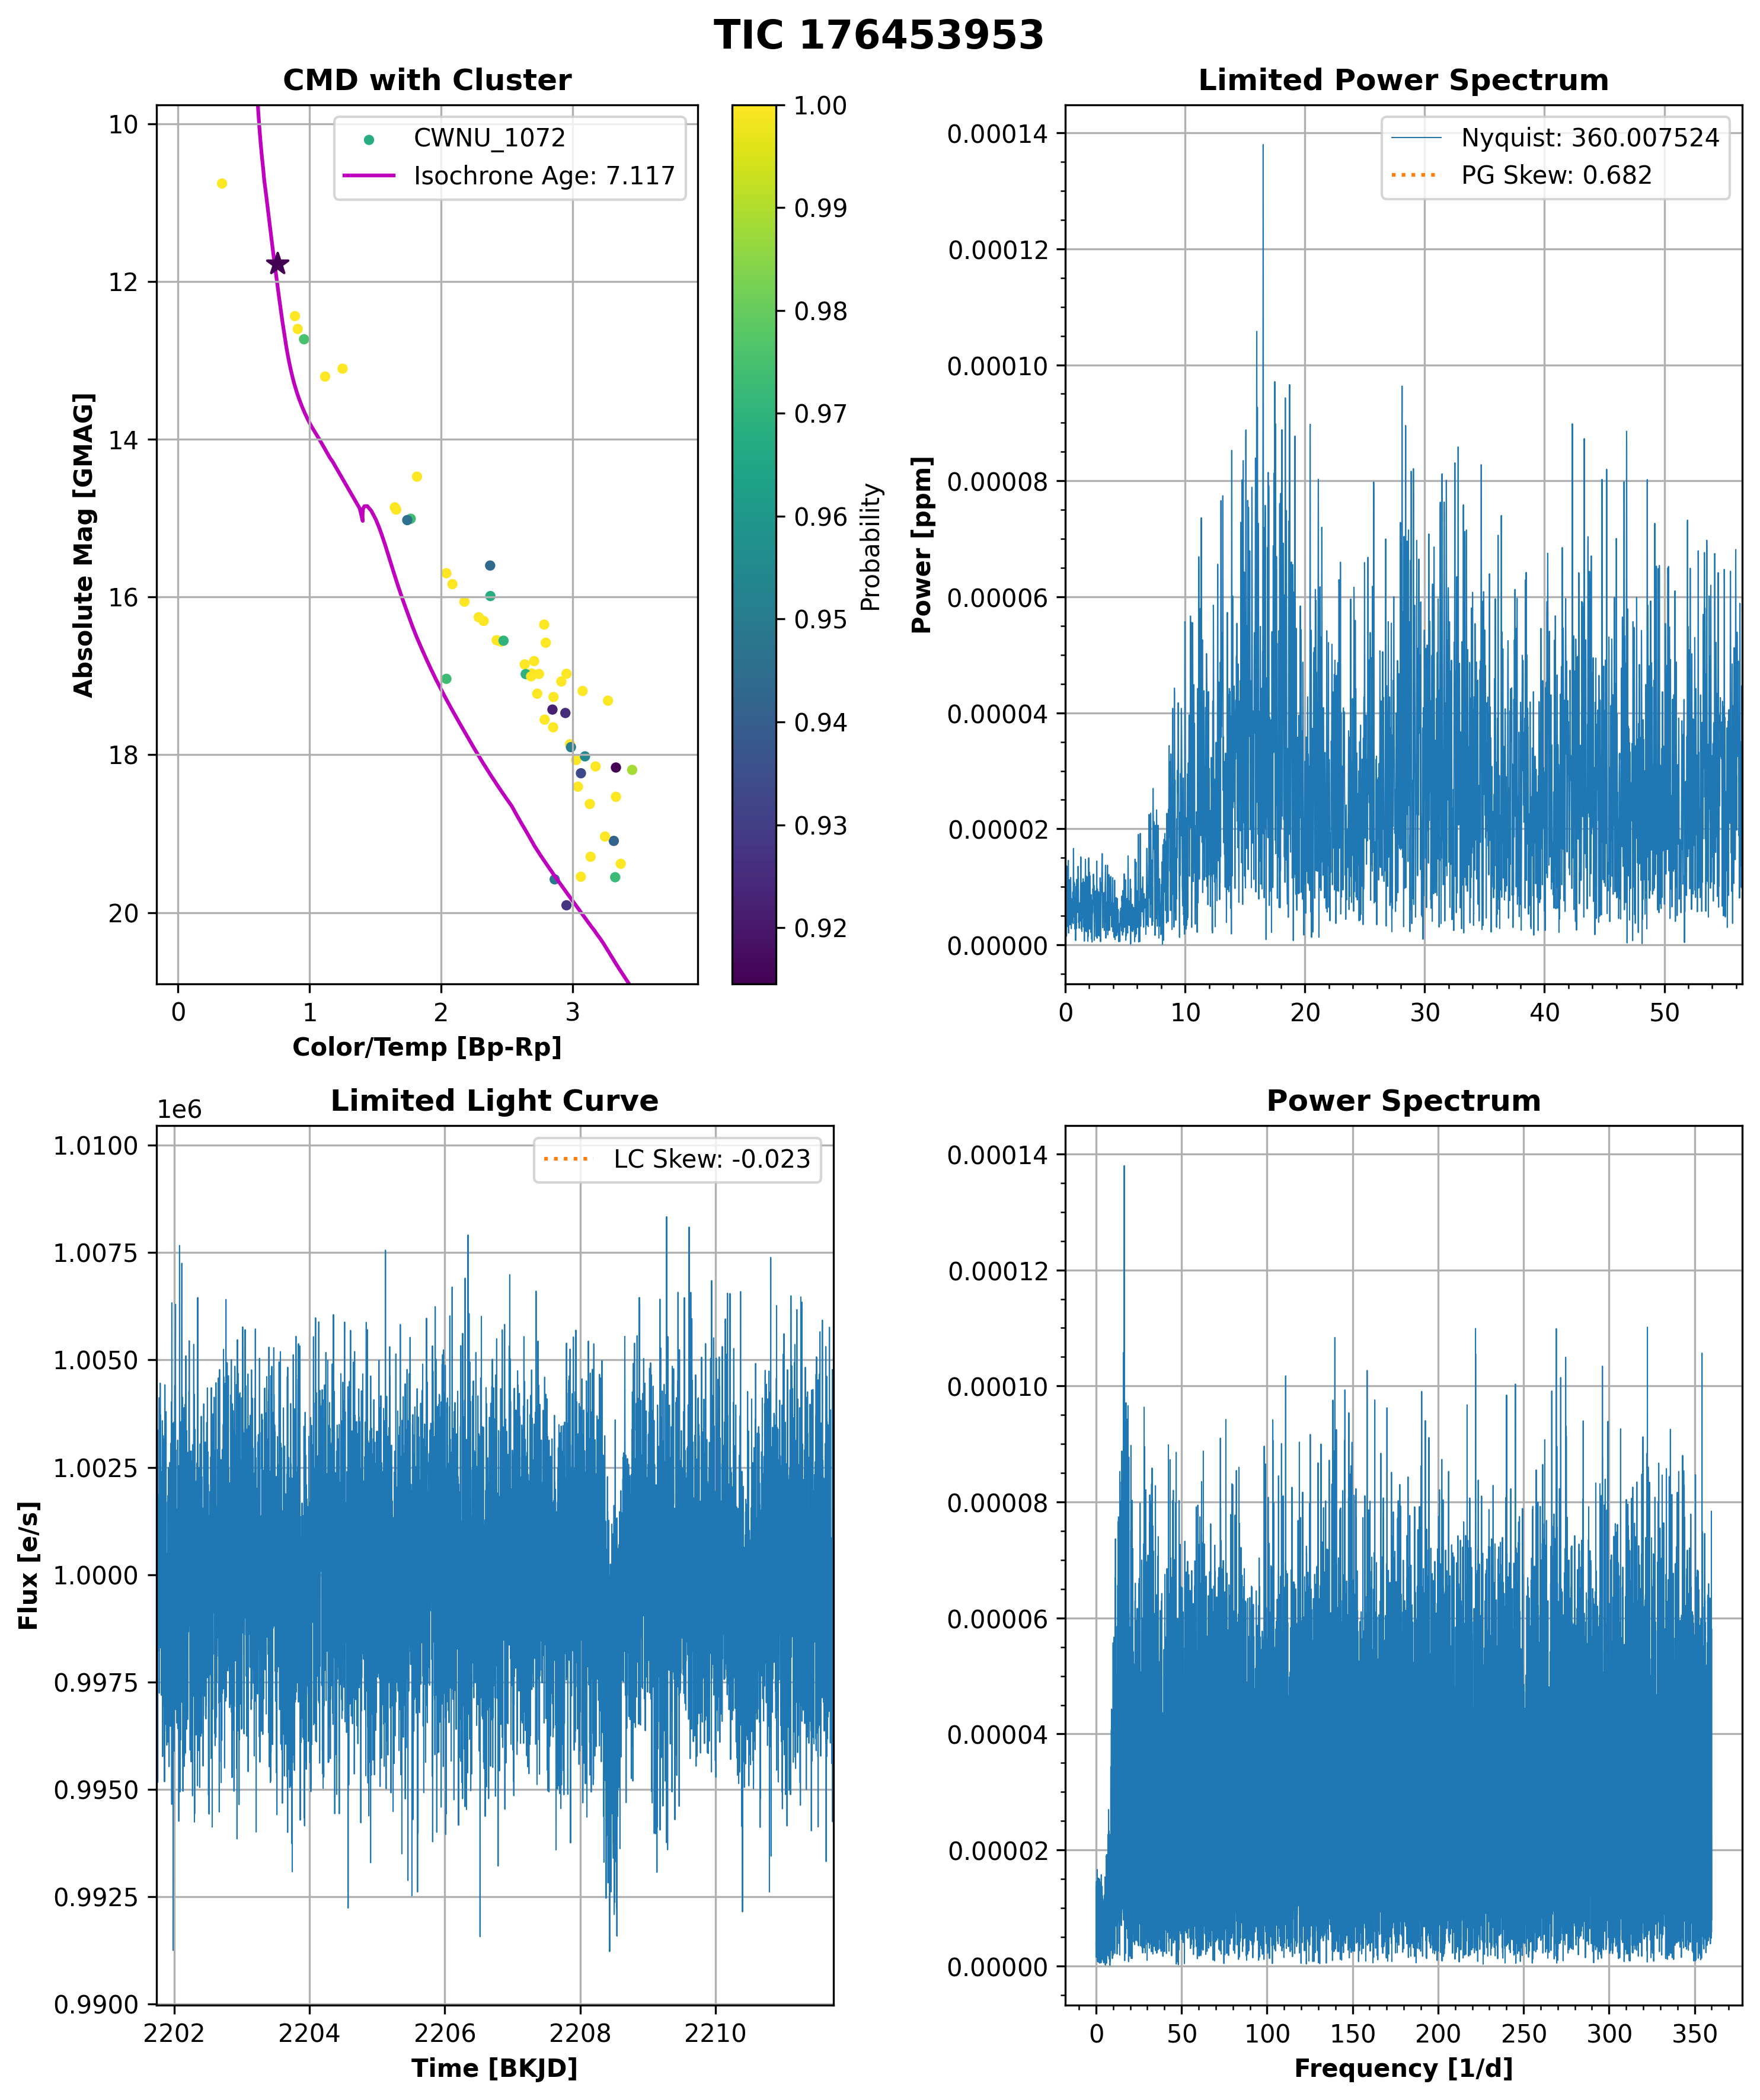 TIC 176453953
CMD with Cluster
CWNU_1072
Isochrone Age: 7.117
10
12
14
16
18
20
Absolute Mag [GMAG]
0 1 2 3
Color/Temp [Bp-Rp]
1.00
0.99
0.98
0.97
0.96
0.95
0.94
0.93
0.92
Probability
Limited Power Spectrum
Nyquist: 360.007524
PG Skew: 0.682
0.00014
0.00012
0.00010
0.00008
0.00006
0.00004
0.00002
0.00000
Power [ppm]
0 10 20 30 40 50
Limited Light Curve
1e6
LC Skew: -0.023
1.0100
1.0075
1.0050
1.0025
1.0000
0.9975
0.9950
0.9925
0.9900
Flux [e/s]
2202 2204 2206 2208 2210
Time [BKJD]
Power Spectrum
0.00014
0.00012
0.00010
0.00008
0.00006
0.00004
0.00002
0.00000
0 50 100 150 200 250 300 350
Frequency [1/d]